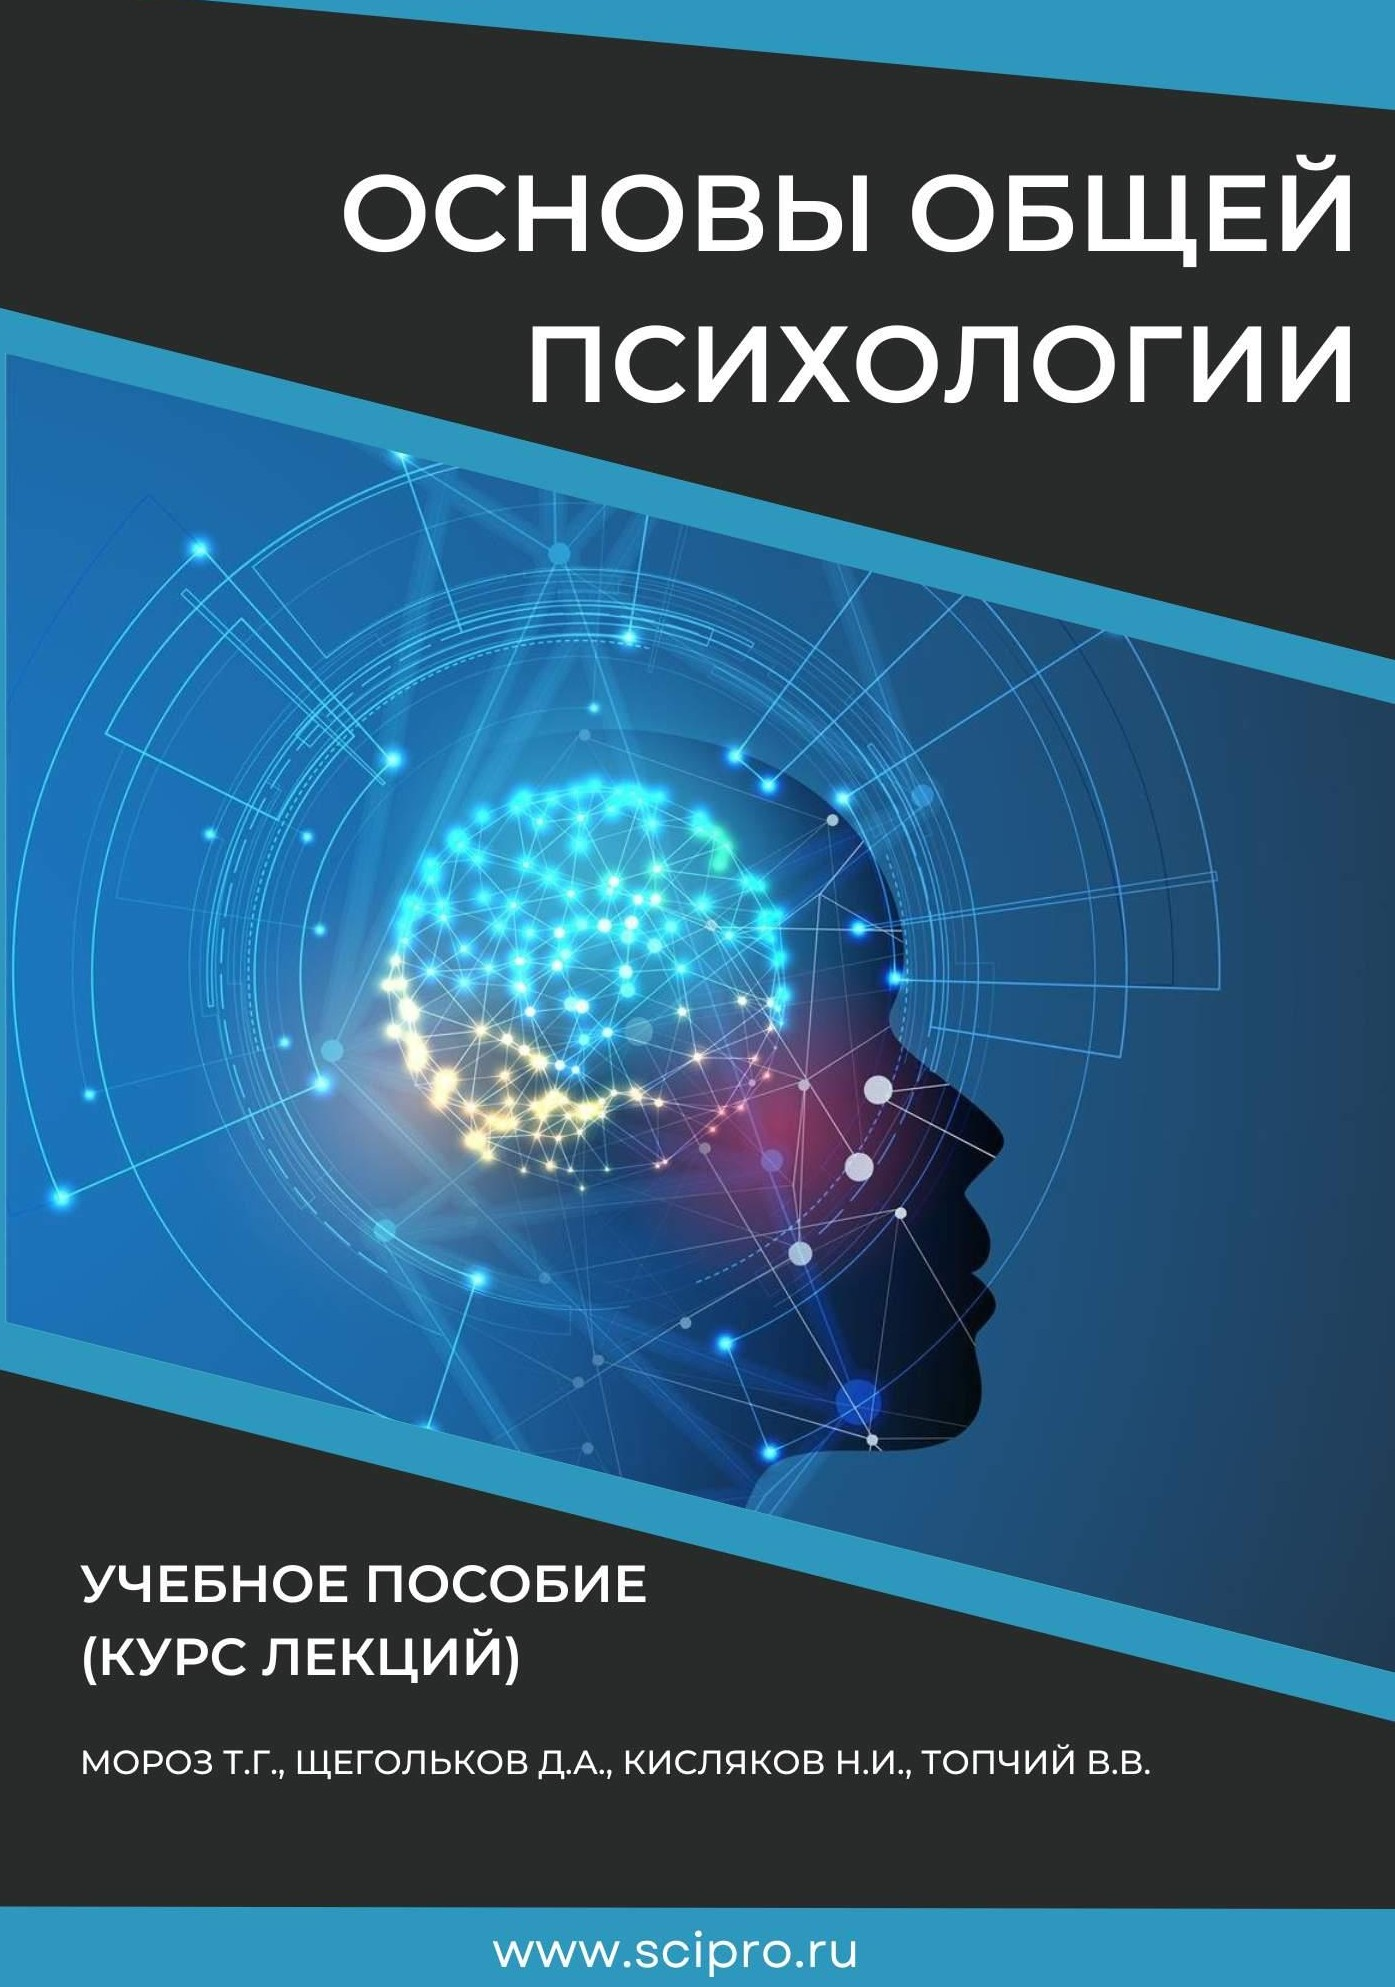 ОСНОВЫ ОБЩЕЙ
ПСИХОЛОГИИ
УЧЕБНОЕ ПОСОБИЕ
(КУРС ЛЕКЦИЙ)
МОРОЗ Т.Г., ЩЕГОЛЬКОВ Д.А., КИСЛЯКОВ Н.И., ТОПЧИЙ В.В.
www.scipro.ru